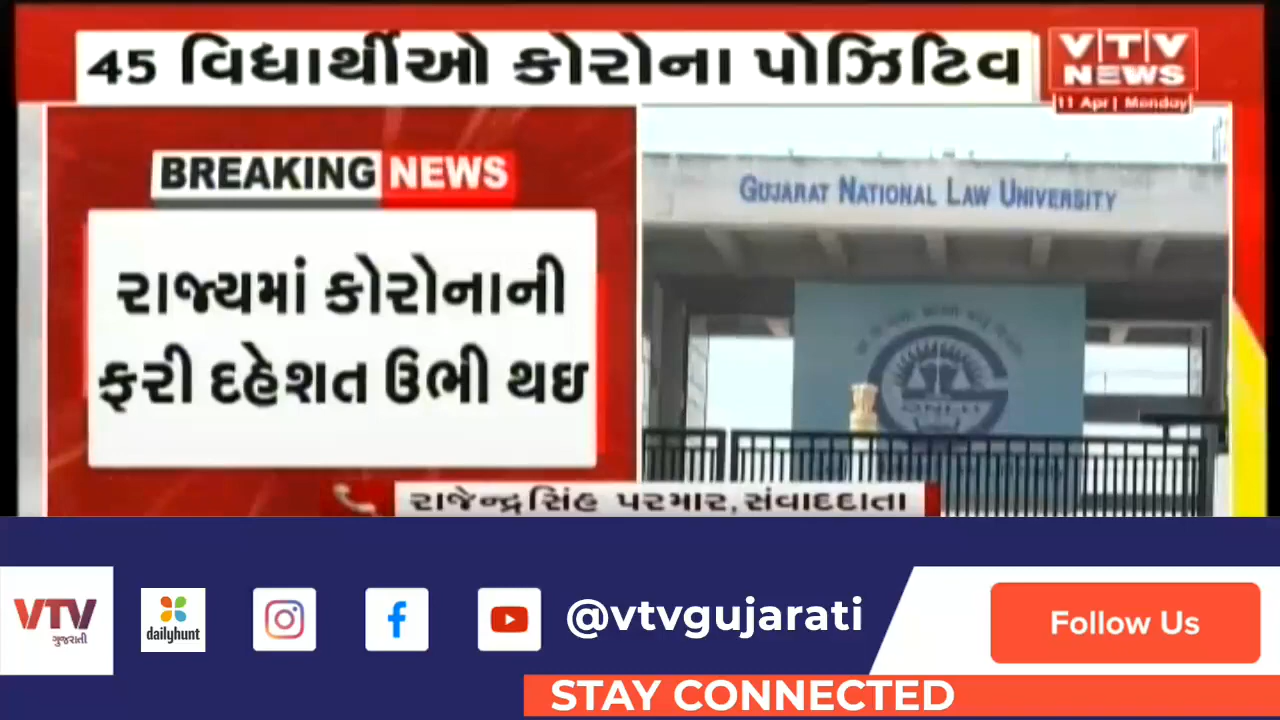 45 વિદ્યાર્થીઓ કોરોના પોઝિટિવ
VTV
NEWS
11 Apr | Monday
BREAKING NEWS
રાજ્યમાં કોરોનાની
ફરી દહેશત ઉભી થઇ
GUJARAT NATIONAL LAW UNIVERSITY
GNLU
રાજેન્દ્રસિંહ પરમાર, સંવાદદાતા
VTV
ગુજરાતી
dailyhunt
@vtvgujarati
Follow Us
STAY CONNECTED